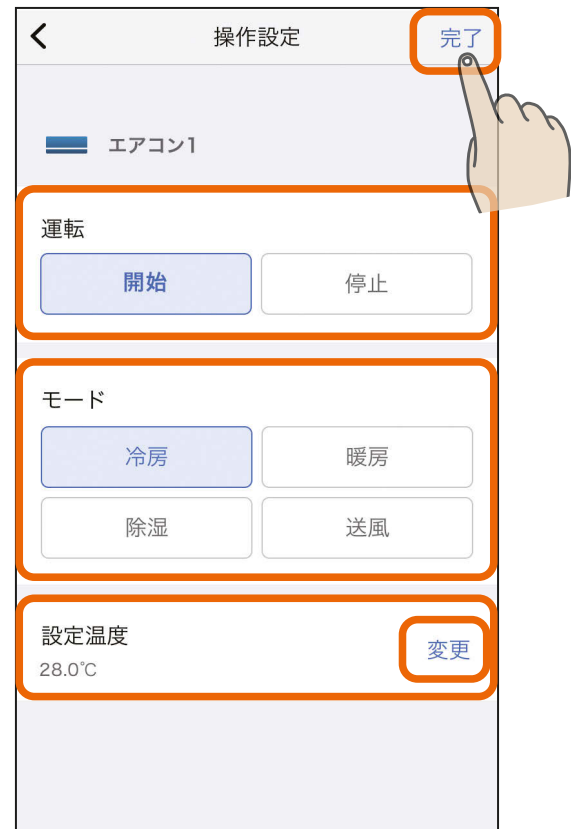 操作設定 完了
エアコン1
運転
開始 停止
モード
冷房 暖房
除湿 送風
設定温度
28.0℃
変更